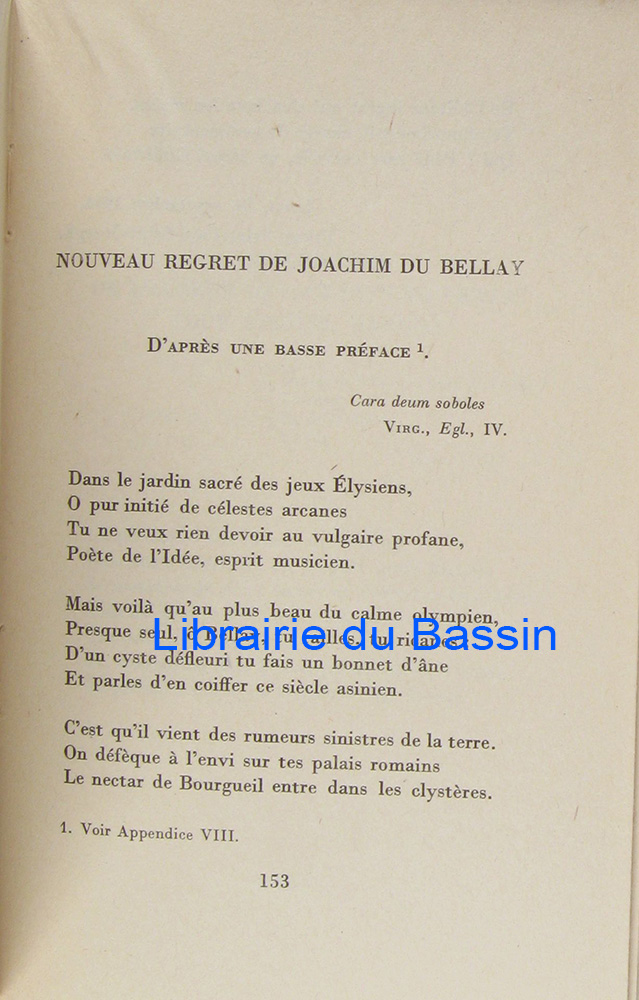 NOUVEAU REGRET DE JOACHIM DU BELLAY
D'APRÈS UNE BASSE PRÉFACE 1.
Cara deum soboles
VIRG., Egl., IV.
Dans le jardin sacré des jeux Élysiens,
O pur initié de célestes arcanes
Tu ne veux rien devoir au vulgaire profane,
Poète de l'Idée, esprit musicien.
Mais voilà qu'au plus beau du calme olympien,
Presque seul, ô Bellay, tu railles, tu ricanes:
Librairie du Bassin
D'un cyste défleuri tu fais un bonnet d'âne
Et parles d'en coiffer ce siècle asinien.
C'est qu'il vient des rumeurs sinistres de la terre.
On défèque à l'envi sur tes palais romains
Le nectar de Bourgueil entre dans les clystères.
1. Voir Appendice VIII.
153